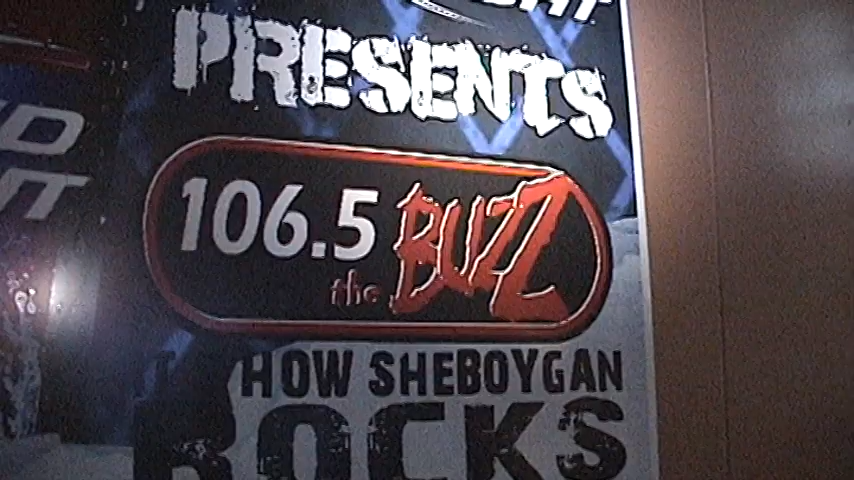 PRESENTS
106.5
the BUZZ
HOW SHEBOYGAN
ROCKS